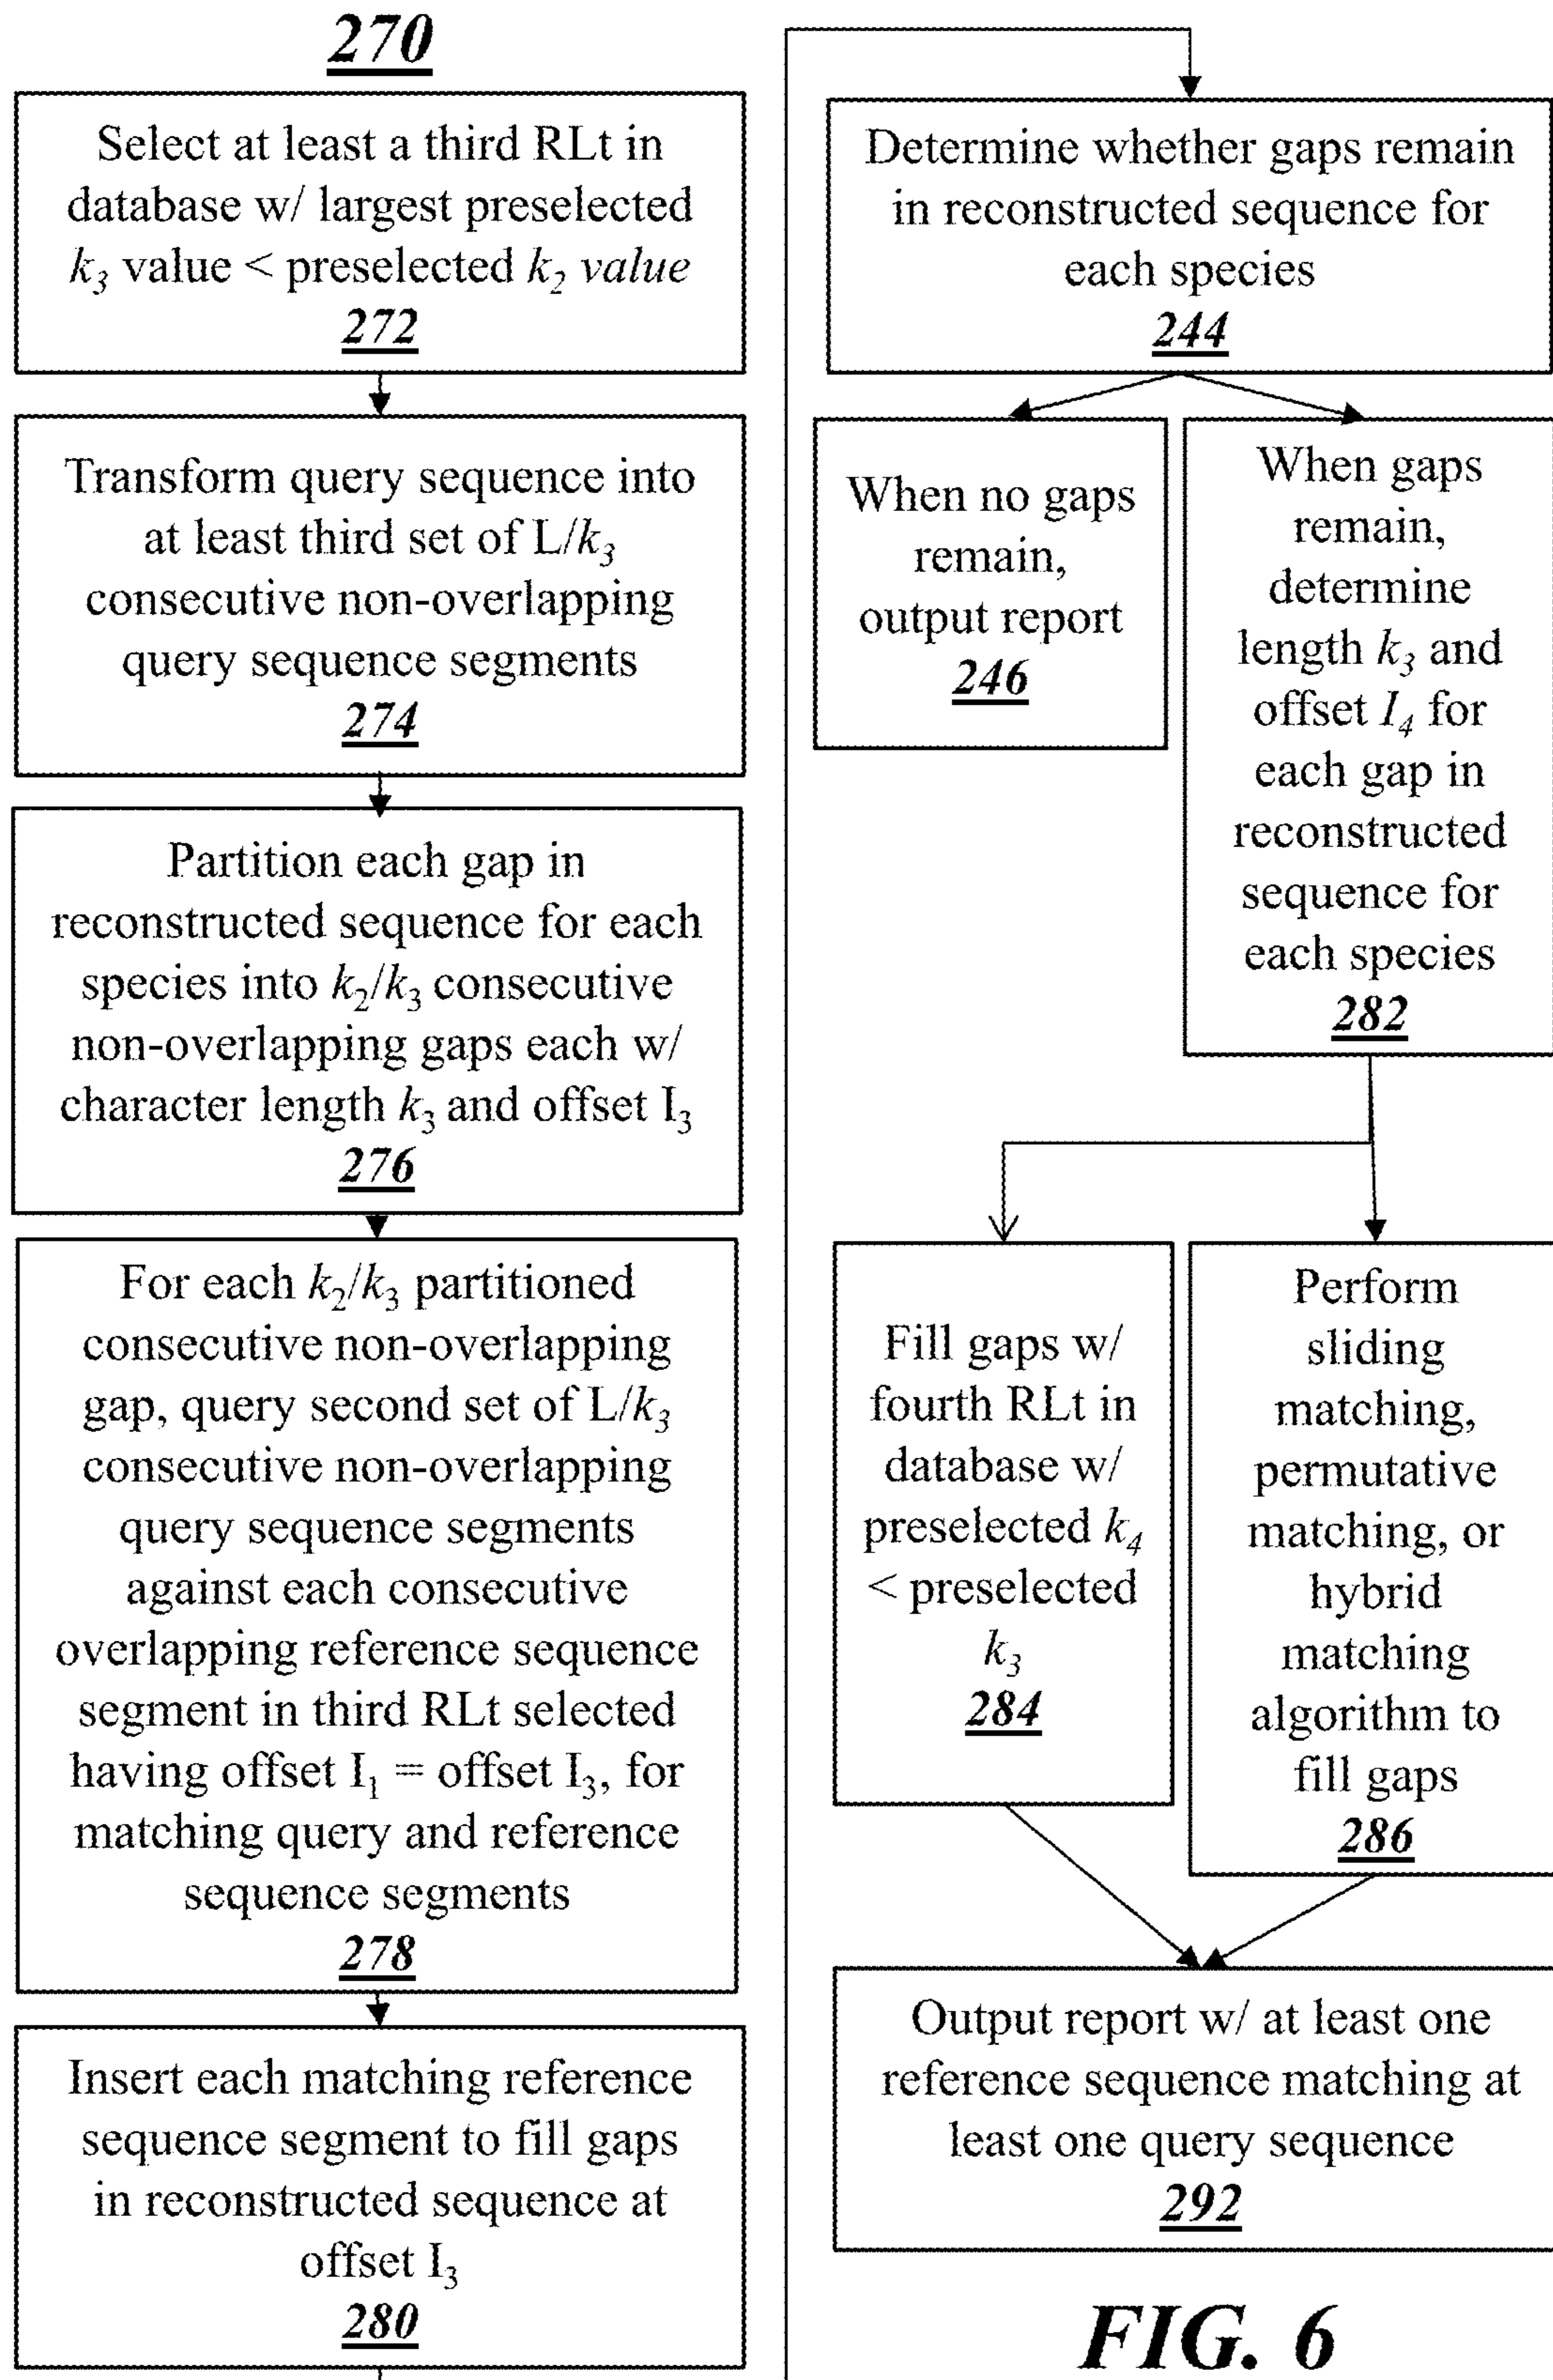 270
Select at least a third RLt in
database w/ largest preselected
k₃ value < preselected k₂ value
272
Transform query sequence into
at least third set of L/k₃
consecutive non-overlapping
query sequence segments
274
Partition each gap in
reconstructed sequence for each
species into k₂/k₃ consecutive
non-overlapping gaps each w/
character length k₃ and offset I₃
276
For each k₂/k₃ partitioned
consecutive non-overlapping
gap, query second set of L/k₃
consecutive non-overlapping
query sequence segments
against each consecutive
overlapping reference sequence
segment in third RLt selected
having offset I₁ = offset I₃, for
matching query and reference
sequence segments
278
Insert each matching reference
sequence segment to fill gaps
in reconstructed sequence at
offset I₃
280
Determine whether gaps remain
in reconstructed sequence for
each species
244
When no gaps
remain,
output report
246
When gaps
remain,
determine
length k₃ and
offset I₄ for
each gap in
reconstructed
sequence for
each species
282
Fill gaps w/
fourth RLt in
database w/
preselected k₄
< preselected
k₃
284
Perform
sliding
matching,
permutative
matching, or
hybrid
matching
algorithm to
fill gaps
286
Output report w/ at least one
reference sequence matching at
least one query sequence
292
FIG. 6